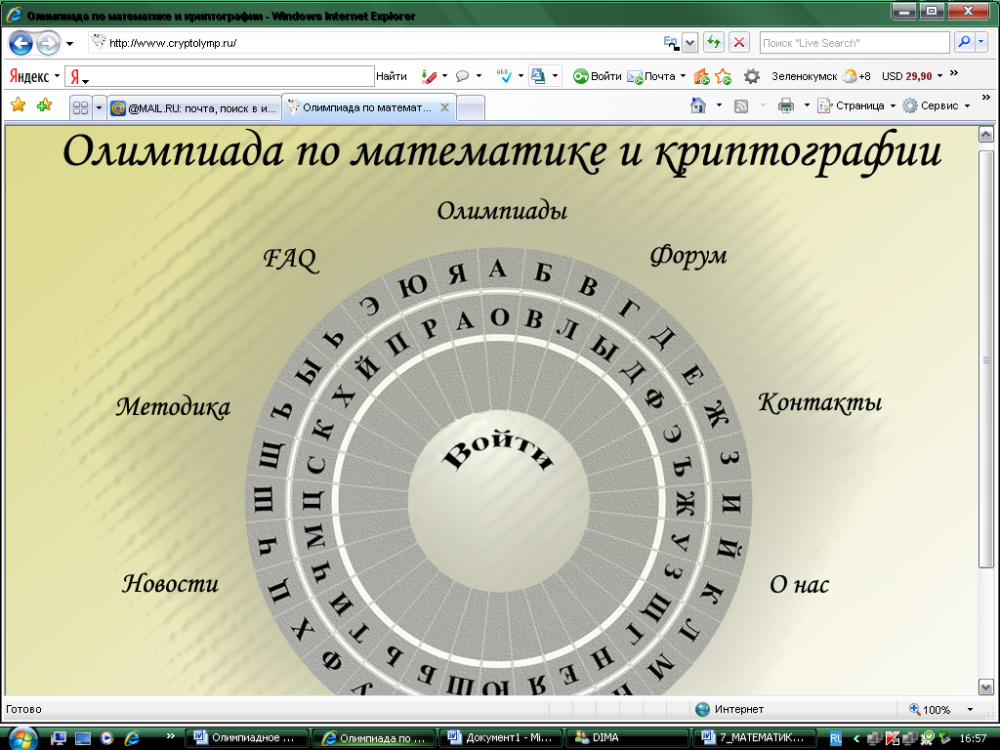 Олимпиада по математике и криптографии - Windows Internet Explorer
http://www.cryptolymp.ru/
Поиск "Live Search"
Яндекс Я Найти Войти Почта Зеленокумск +8 USD 29,90 »
@MAIL.RU: почта, поиск в и... Олимпиада по математ... Страница Сервис »
Олимпиада по математике и криптографии
Олимпиады
FAQ
Форум
Методика
Контакты
Новости
О нас
А Б В Г Д Е Ж З И Й К Л М
У Ф Х Ц Ч Ш Щ Ъ Ы Ь Э Ю Я
О В Л Ы Д Ф Э Ъ Ж У З Щ Г Н Е Я Ю Ш Б Ь Т И Ч М Ц С К Х Й П Р А
Войти
Готово Интернет 100%
» Олимпиадное ... Олимпиада по ... Документ1 - Mi... DIMA 7_МАТЕМАТИК... RL 16:57